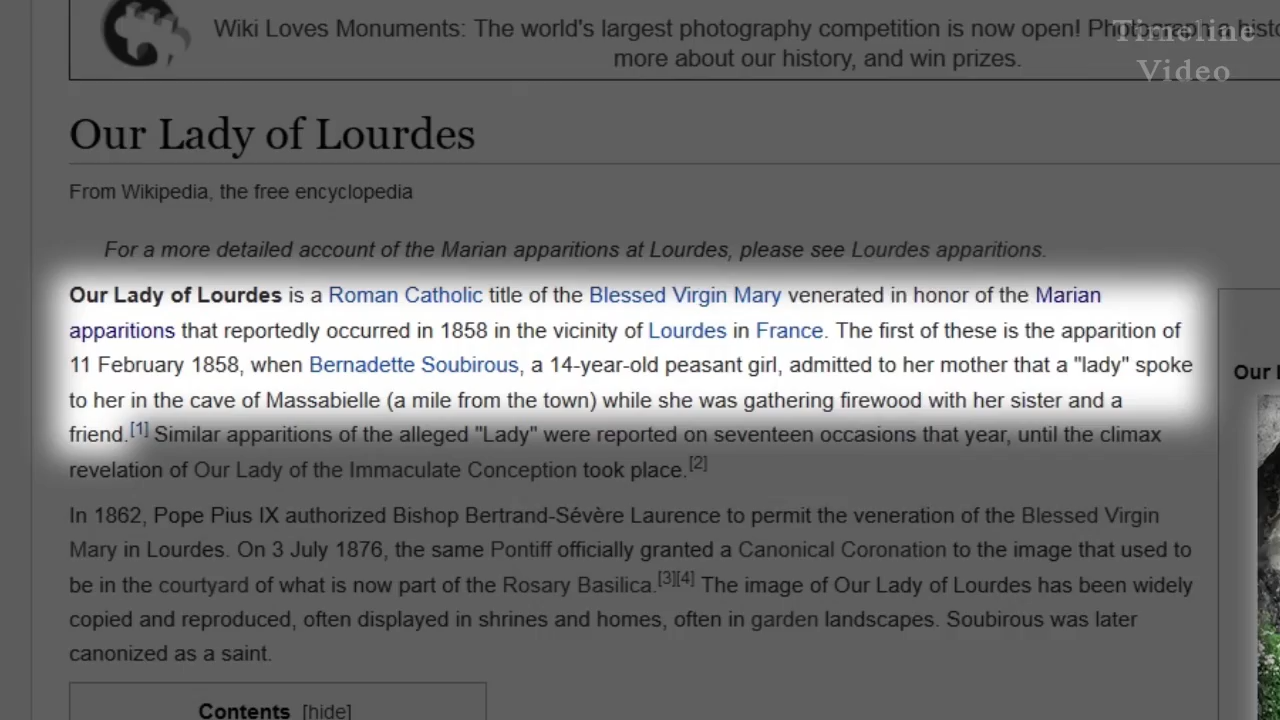 Wiki Loves Monuments: The world's largest photography competition is now open! Photograph a histo
more about our history, and win prizes.
Timeline
Video
Our Lady of Lourdes
From Wikipedia, the free encyclopedia
For a more detailed account of the Marian apparitions at Lourdes, please see Lourdes apparitions.
Our Lady of Lourdes is a Roman Catholic title of the Blessed Virgin Mary venerated in honor of the Marian
apparitions that reportedly occurred in 1858 in the vicinity of Lourdes in France. The first of these is the apparition of
11 February 1858, when Bernadette Soubirous, a 14-year-old peasant girl, admitted to her mother that a "lady" spoke
to her in the cave of Massabielle (a mile from the town) while she was gathering firewood with her sister and a
friend.[1] Similar apparitions of the alleged "Lady" were reported on seventeen occasions that year, until the climax
revelation of Our Lady of the Immaculate Conception took place.[2]
In 1862, Pope Pius IX authorized Bishop Bertrand-Sévère Laurence to permit the veneration of the Blessed Virgin
Mary in Lourdes. On 3 July 1876, the same Pontiff officially granted a Canonical Coronation to the image that used to
be in the courtyard of what is now part of the Rosary Basilica.[3][4] The image of Our Lady of Lourdes has been widely
copied and reproduced, often displayed in shrines and homes, often in garden landscapes. Soubirous was later
canonized as a saint.
Contents [hide]
Our